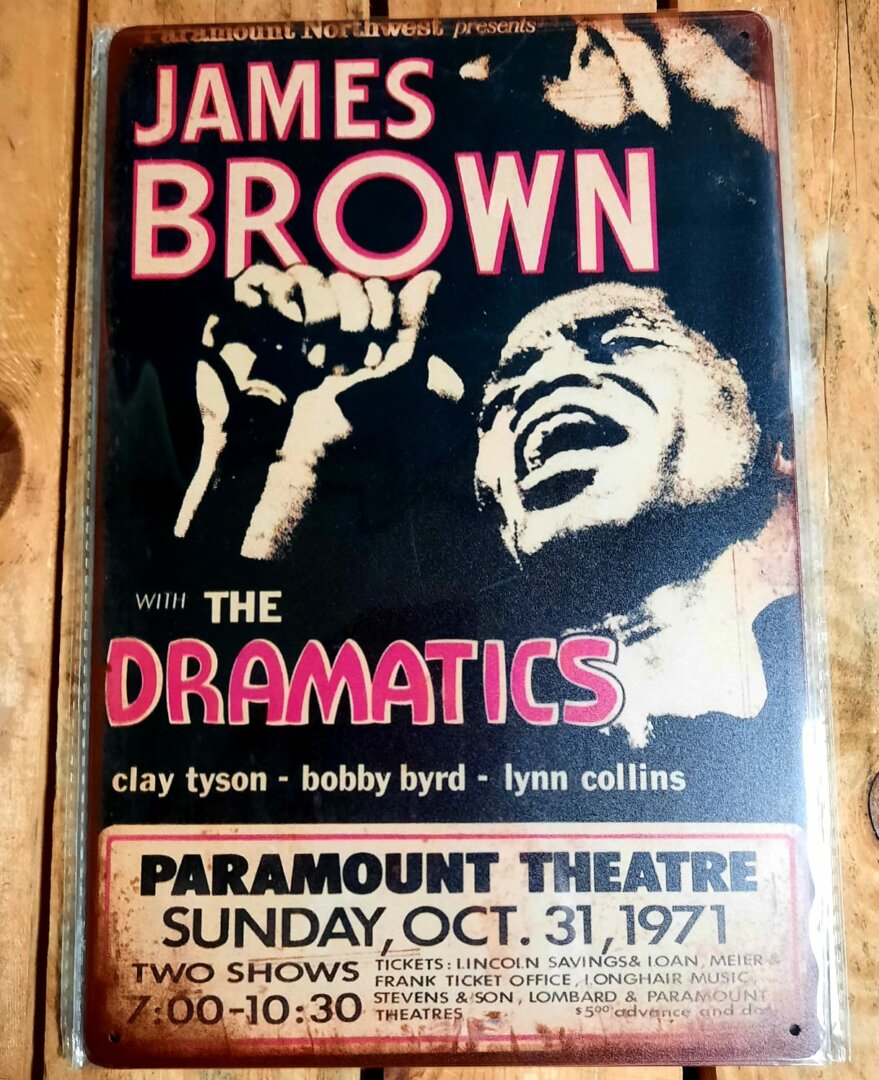 Paramount Northwest presents
JAMES
BROWN
WITH THE
DRAMATICS
clay tyson - bobby byrd - lynn collins
PARAMOUNT THEATRE
SUNDAY, OCT. 31, 1971
TWO SHOWS
7:00-10:30
TICKETS: LINCOLN SAVINGS & LOAN, MEIER &
FRANK TICKET OFFICE, LONGHAIR MUSIC,
STEVENS & SON, LOMBARD & PARAMOUNT
THEATRES $5.00 advance and